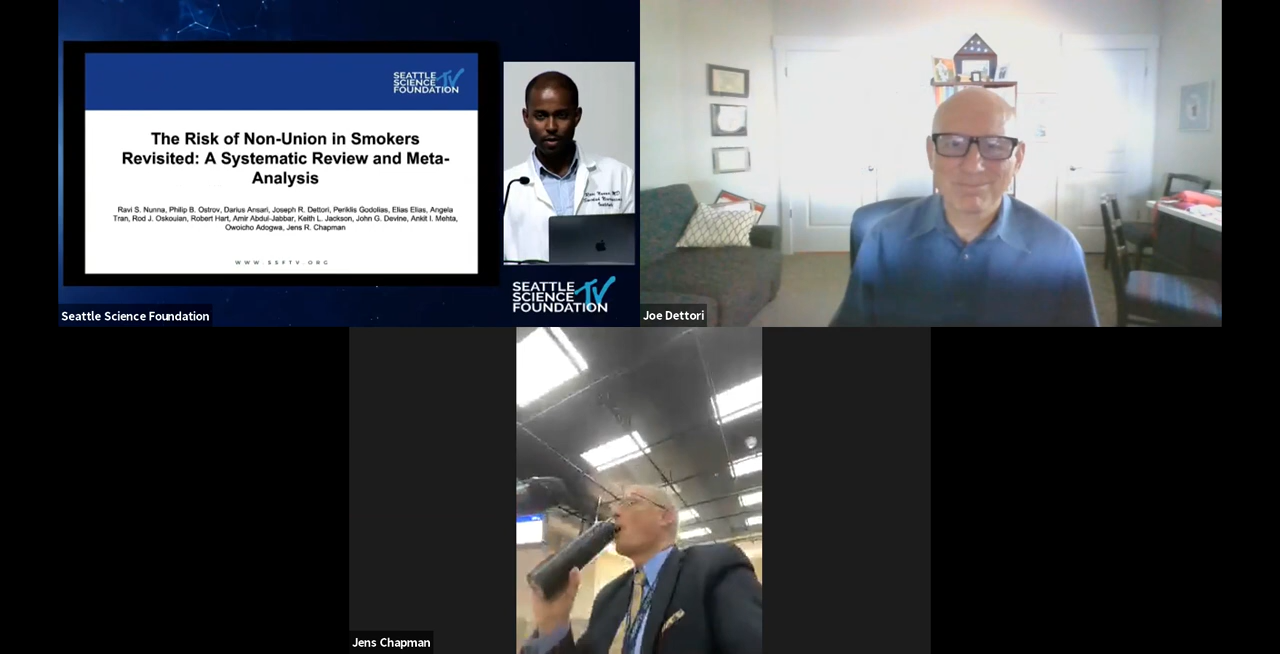 SEATTLE
SCIENCE TV
FOUNDATION
The Risk of Non-Union in Smokers
Revisited: A Systematic Review and Meta-
Analysis
Ravi S. Nunna, Philip B. Ostrov, Darius Ansari, Joseph R. Dettori, Periklis Godolias, Elias Elias, Angela
Tran, Rod J. Oskouian, Robert Hart, Amir Abdul-Jabbar, Keith L. Jackson, John G. Devine, Ankit I. Mehta,
Owoicho Adogwa, Jens R. Chapman
WWW.SSFTV.ORG
SEATTLE
SCIENCE TV
FOUNDATION
Seattle Science Foundation
Joe Dettori
Jens Chapman